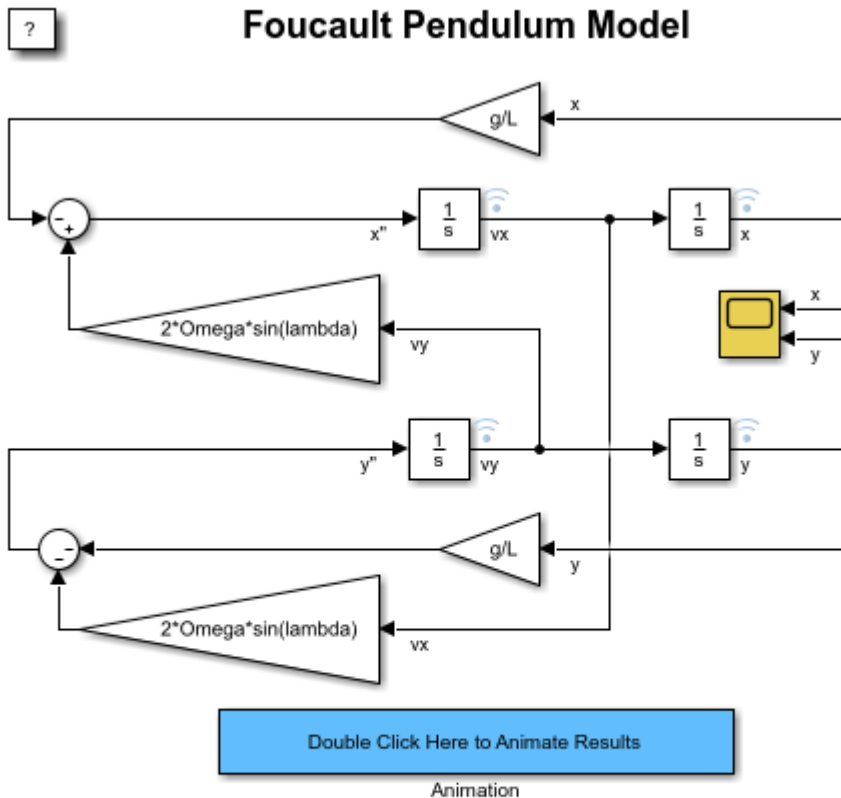 ?
Foucault Pendulum Model
x
g/L
-
+
x"
1
s
vx
1
s
x
2*Omega*sin(lambda)
vy
x
y
y"
1
s
vy
1
s
y
-
-
g/L
y
2*Omega*sin(lambda)
vx
Double Click Here to Animate Results
Animation